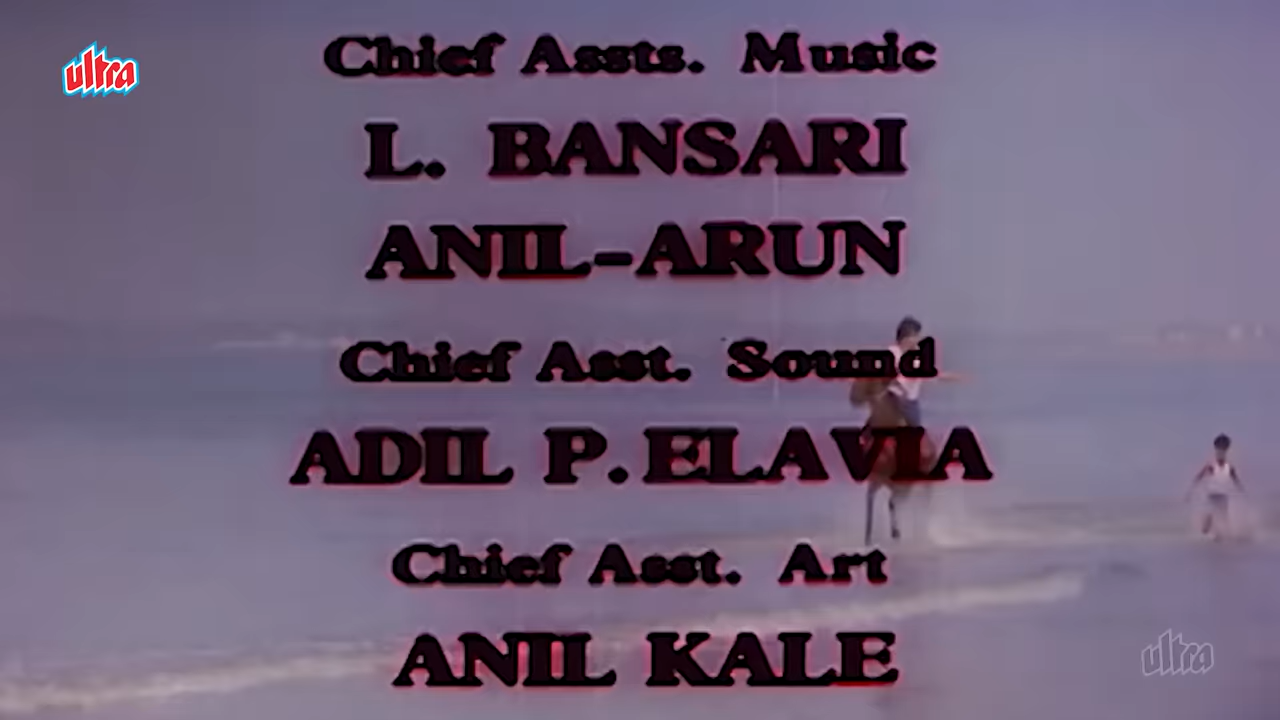 ultra
Chief Assts. Music
L. BANSARI
ANIL-ARUN
Chief Asst. Sound
ADIL P. ELAVIA
Chief Asst. Art
ANIL KALE
ultra